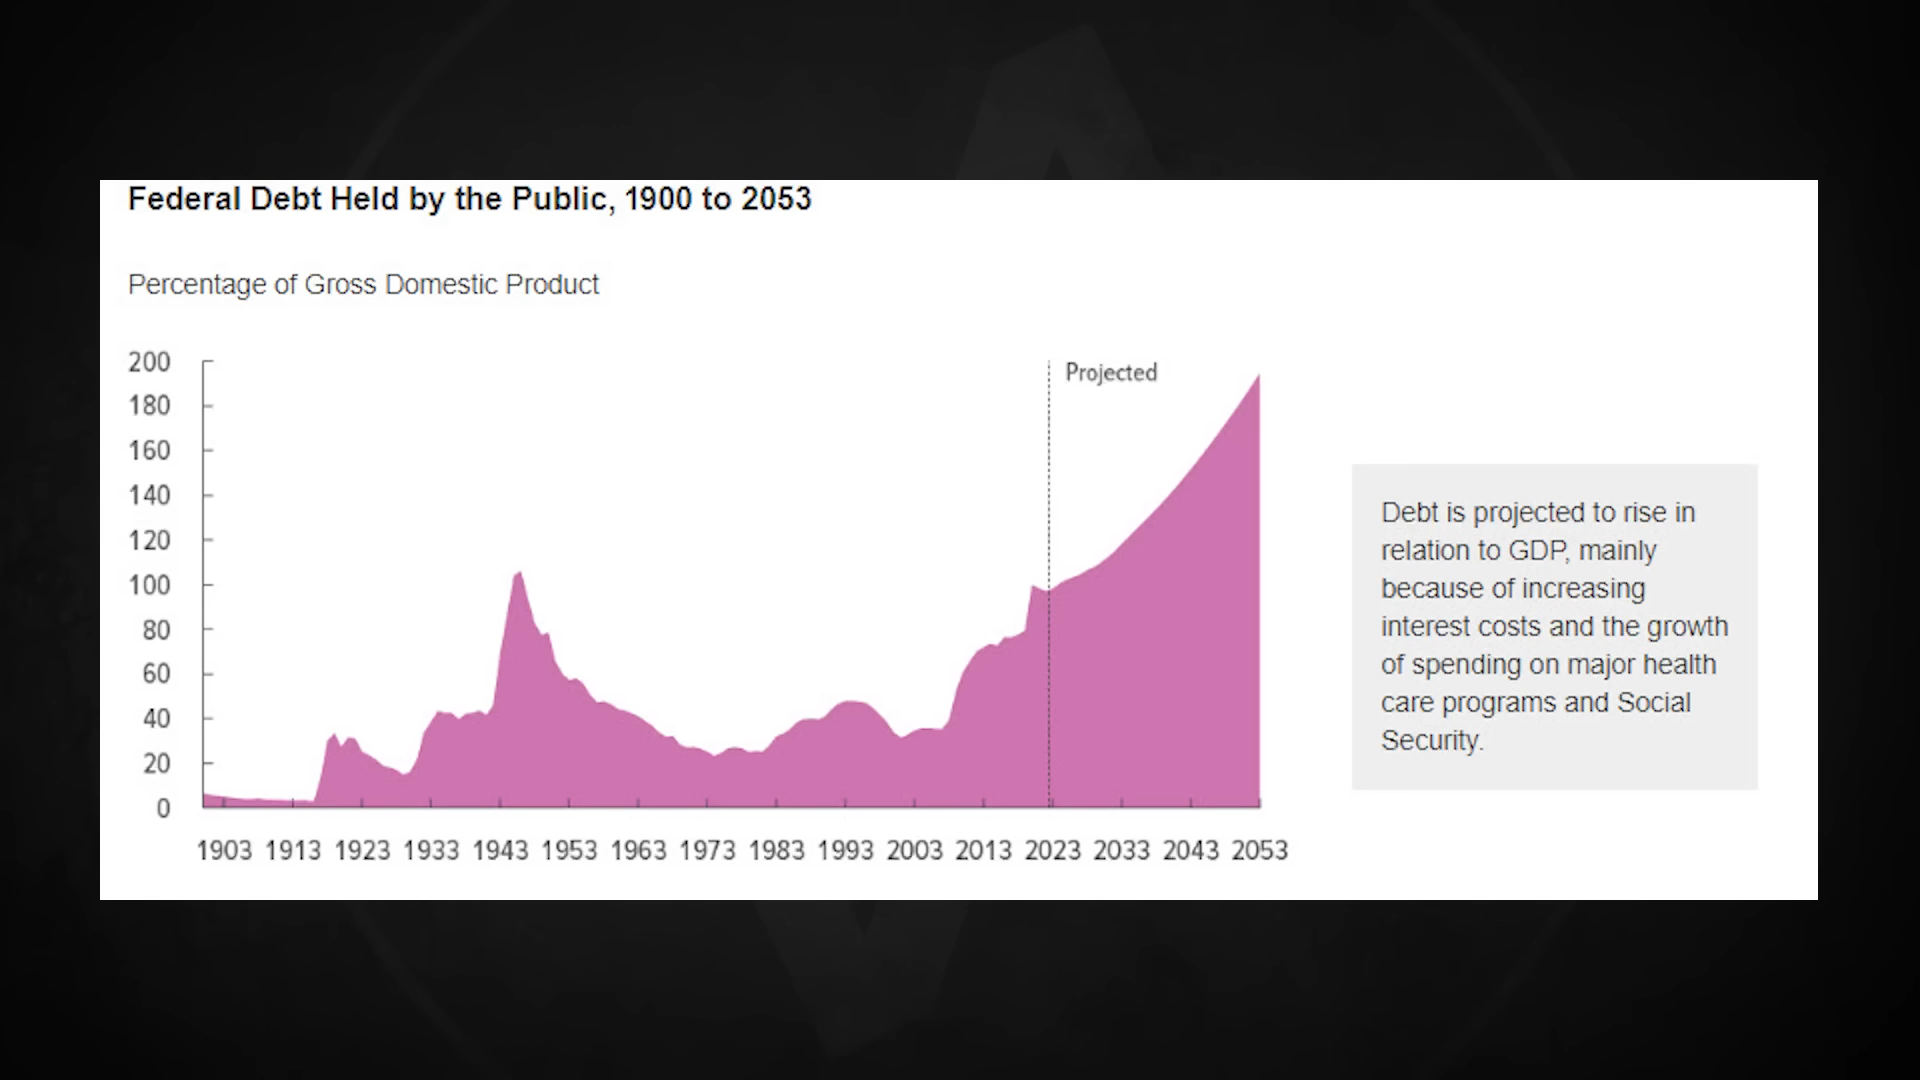 Federal Debt Held by the Public, 1900 to 2053
Percentage of Gross Domestic Product
200
180
160
140
120
100
80
60
40
20
0
Projected
1903 1913 1923 1933 1943 1953 1963 1973 1983 1993 2003 2013 2023 2033 2043 2053
Debt is projected to rise in
relation to GDP, mainly
because of increasing
interest costs and the growth
of spending on major health
care programs and Social
Security.